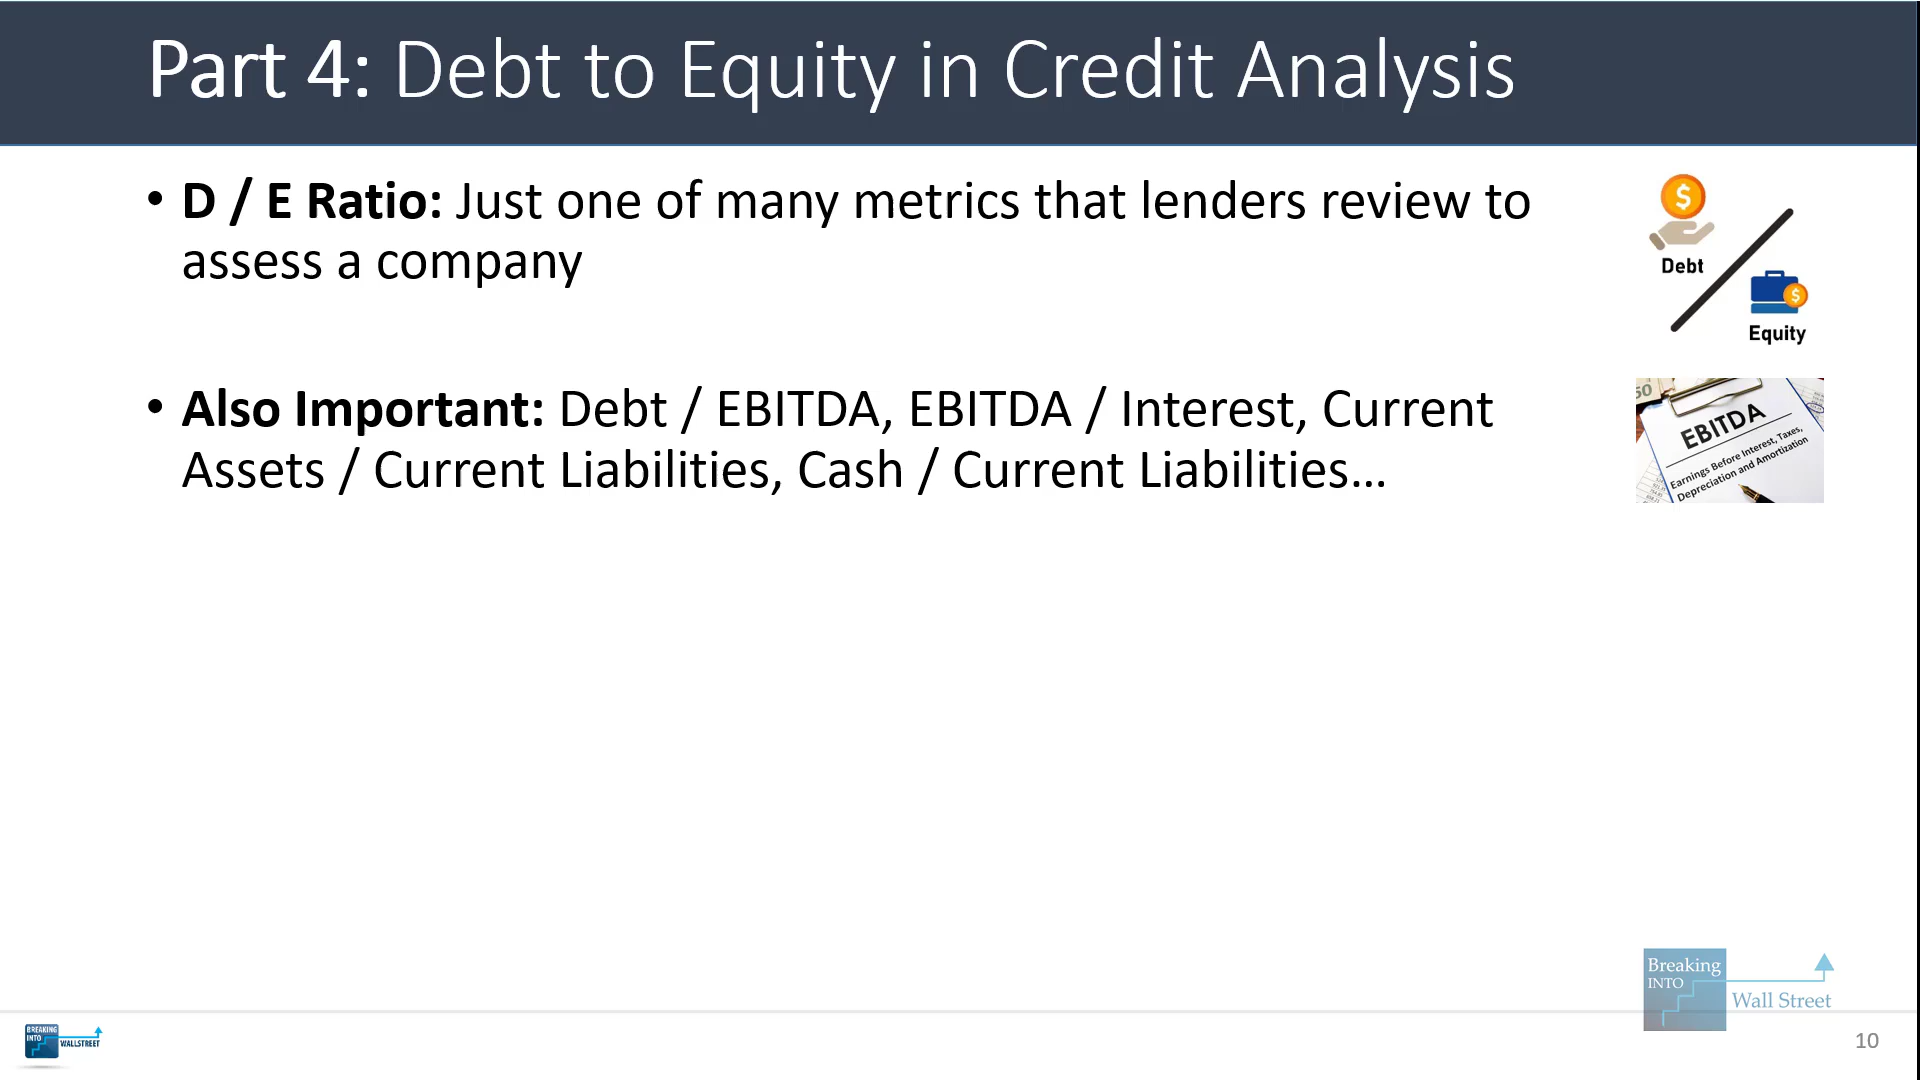 Part 4: Debt to Equity in Credit Analysis
• D / E Ratio: Just one of many metrics that lenders review to
assess a company
$
Debt
$
Equity
• Also Important: Debt / EBITDA, EBITDA / Interest, Current
Assets / Current Liabilities, Cash / Current Liabilities…
EBITDA
Earnings Before Interest, Taxes,
Depreciation and Amortization
Breaking
INTO
Wall Street
BREAKING
INTO
WALLSTREET
10